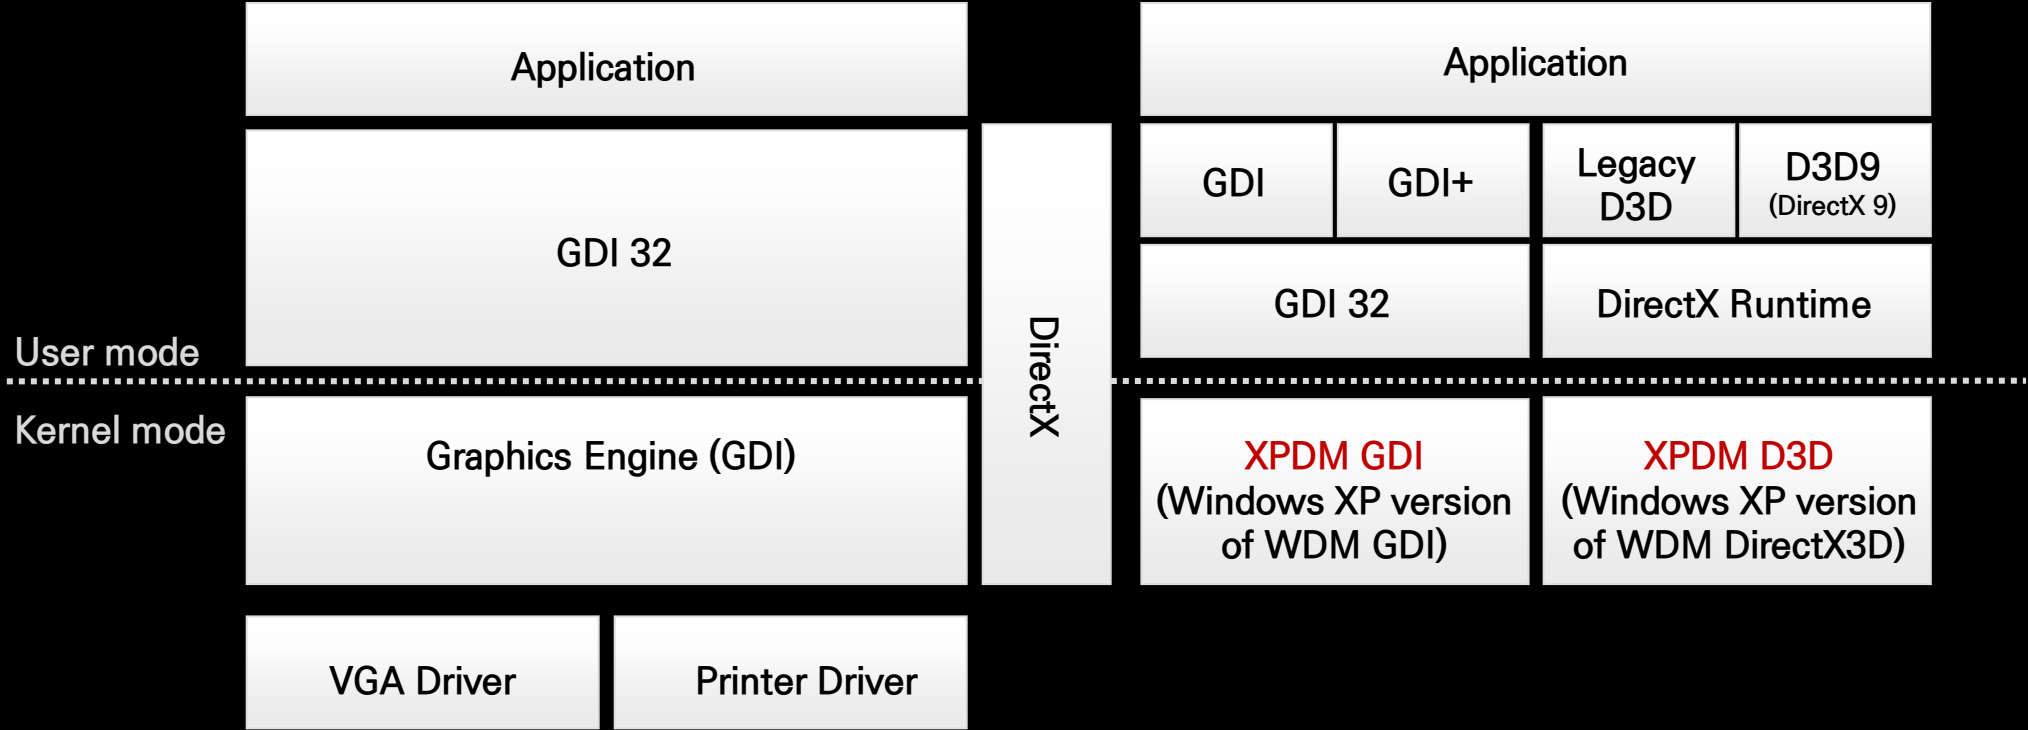 Application
GDI 32
User mode
Kernel mode
Graphics Engine (GDI)
VGA Driver
Printer Driver
DirectX
Application
GDI
GDI+
Legacy
D3D
D3D9
(DirectX 9)
GDI 32
DirectX Runtime
XPDM GDI
(Windows XP version
of WDM GDI)
XPDM D3D
(Windows XP version
of WDM DirectX3D)